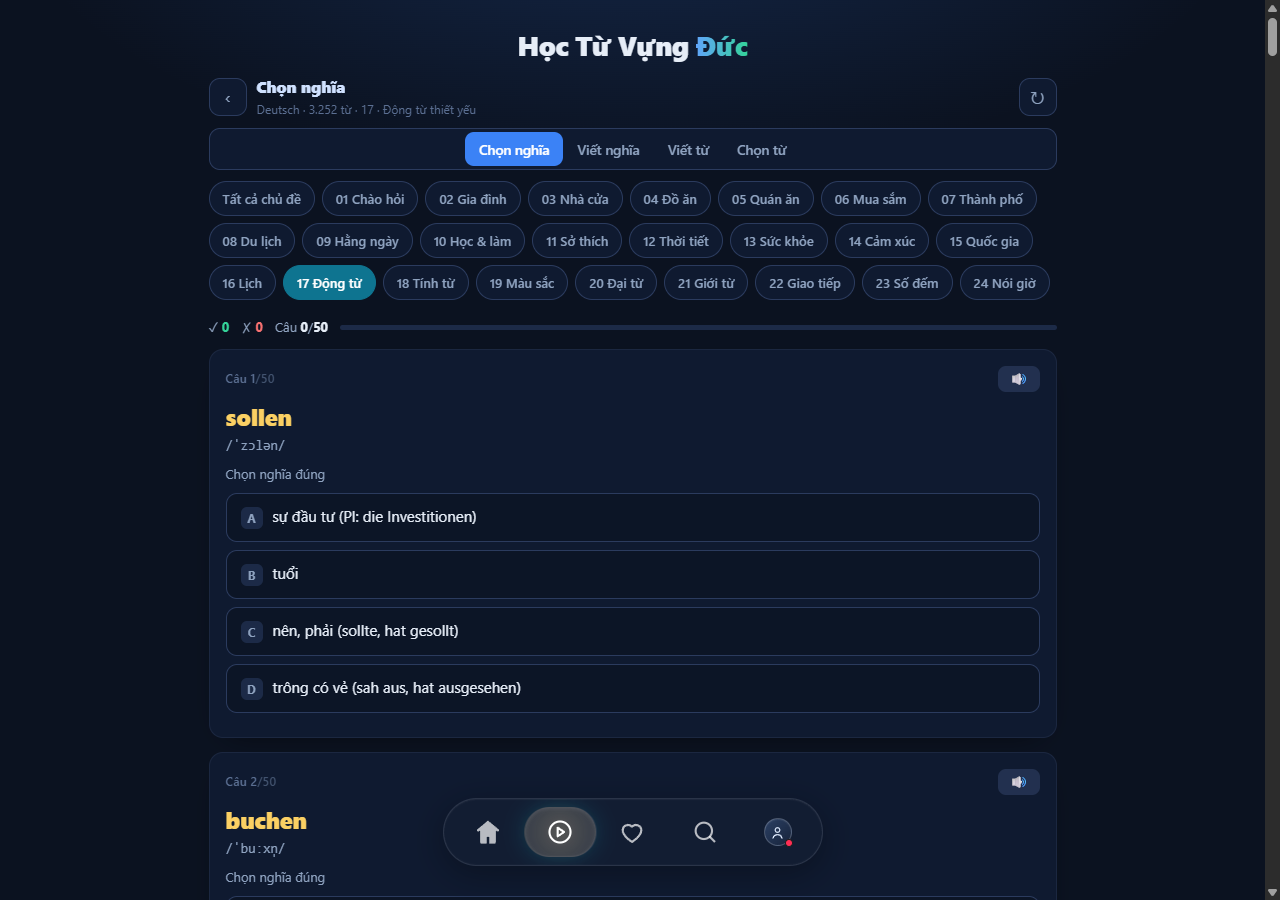 Học Từ Vựng Đức
Chọn nghĩa
Deutsch · 3.252 từ · 17 · Động từ thiết yếu
Chọn nghĩa Viết nghĩa Viết từ Chọn từ
Tất cả chủ đề 01 Chào hỏi 02 Gia đình 03 Nhà cửa 04 Đồ ăn 05 Quán ăn 06 Mua sắm 07 Thành phố
08 Du lịch 09 Hằng ngày 10 Học & làm 11 Sở thích 12 Thời tiết 13 Sức khỏe 14 Cảm xúc 15 Quốc gia
16 Lịch 17 Động từ 18 Tính từ 19 Màu sắc 20 Đại từ 21 Giới từ 22 Giao tiếp 23 Số đếm 24 Nói giờ
✓ 0 ✗ 0 Câu 0/50
Câu 1/50
sollen
/ˈzɔlən/
Chọn nghĩa đúng
A sự đầu tư (Pl: die Investitionen)
B tuổi
C nên, phải (sollte, hat gesollt)
D trông có vẻ (sah aus, hat ausgesehen)
Câu 2/50
buchen
/ˈbuːxn̩/
Chọn nghĩa đúng